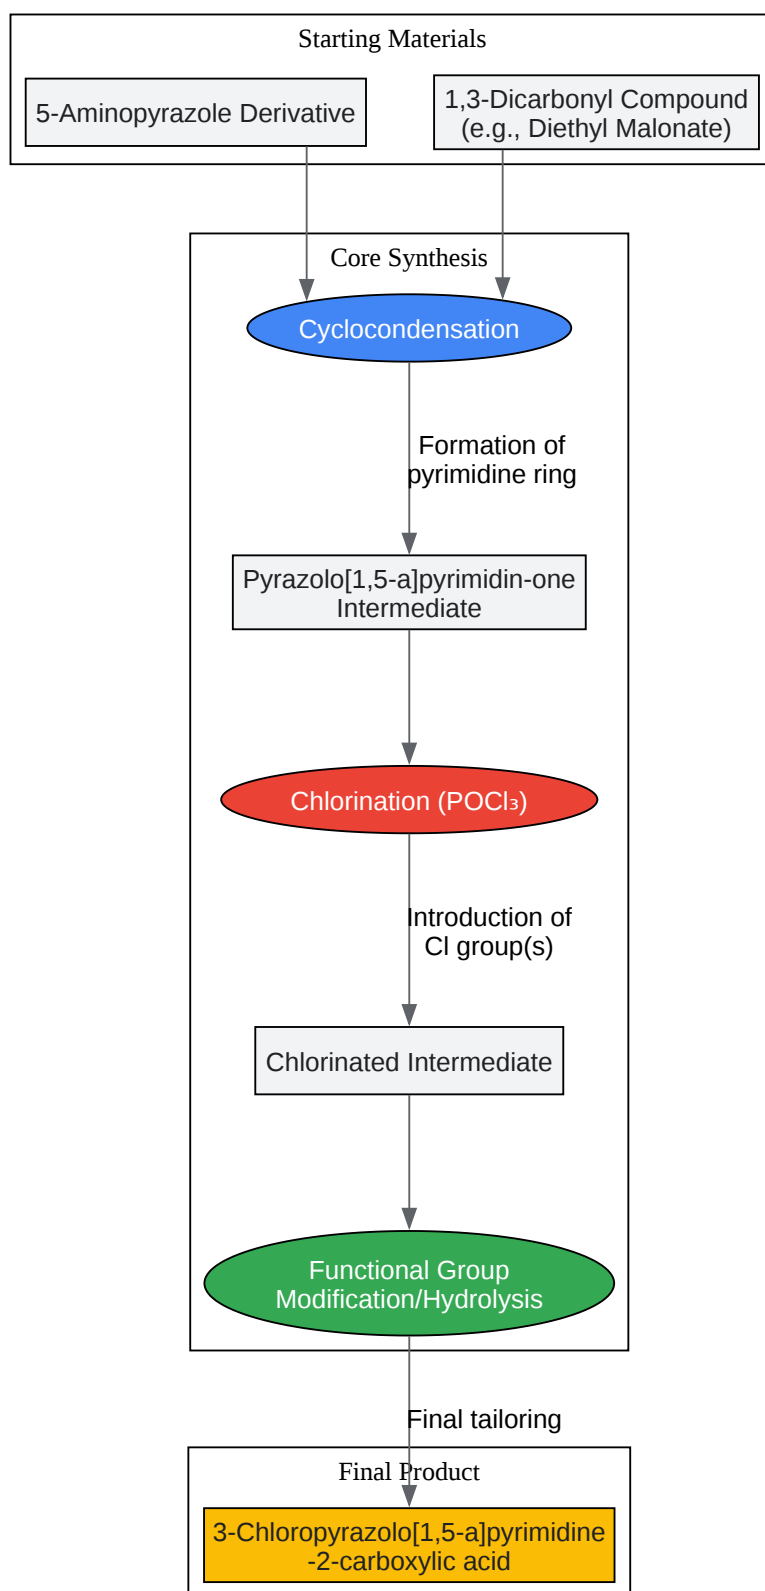 Starting Materials
5-Aminopyrazole Derivative
1,3-Dicarbonyl Compound
(e.g., Diethyl Malonate)
Core Synthesis
Cyclocondensation
Formation of
pyrimidine ring
Pyrazolo[1,5-a]pyrimidin-one
Intermediate
Chlorination (POCl₃)
Introduction of
Cl group(s)
Chlorinated Intermediate
Functional Group
Modification/Hydrolysis
Final tailoring
Final Product
3-Chloropyrazolo[1,5-a]pyrimidine
-2-carboxylic acid